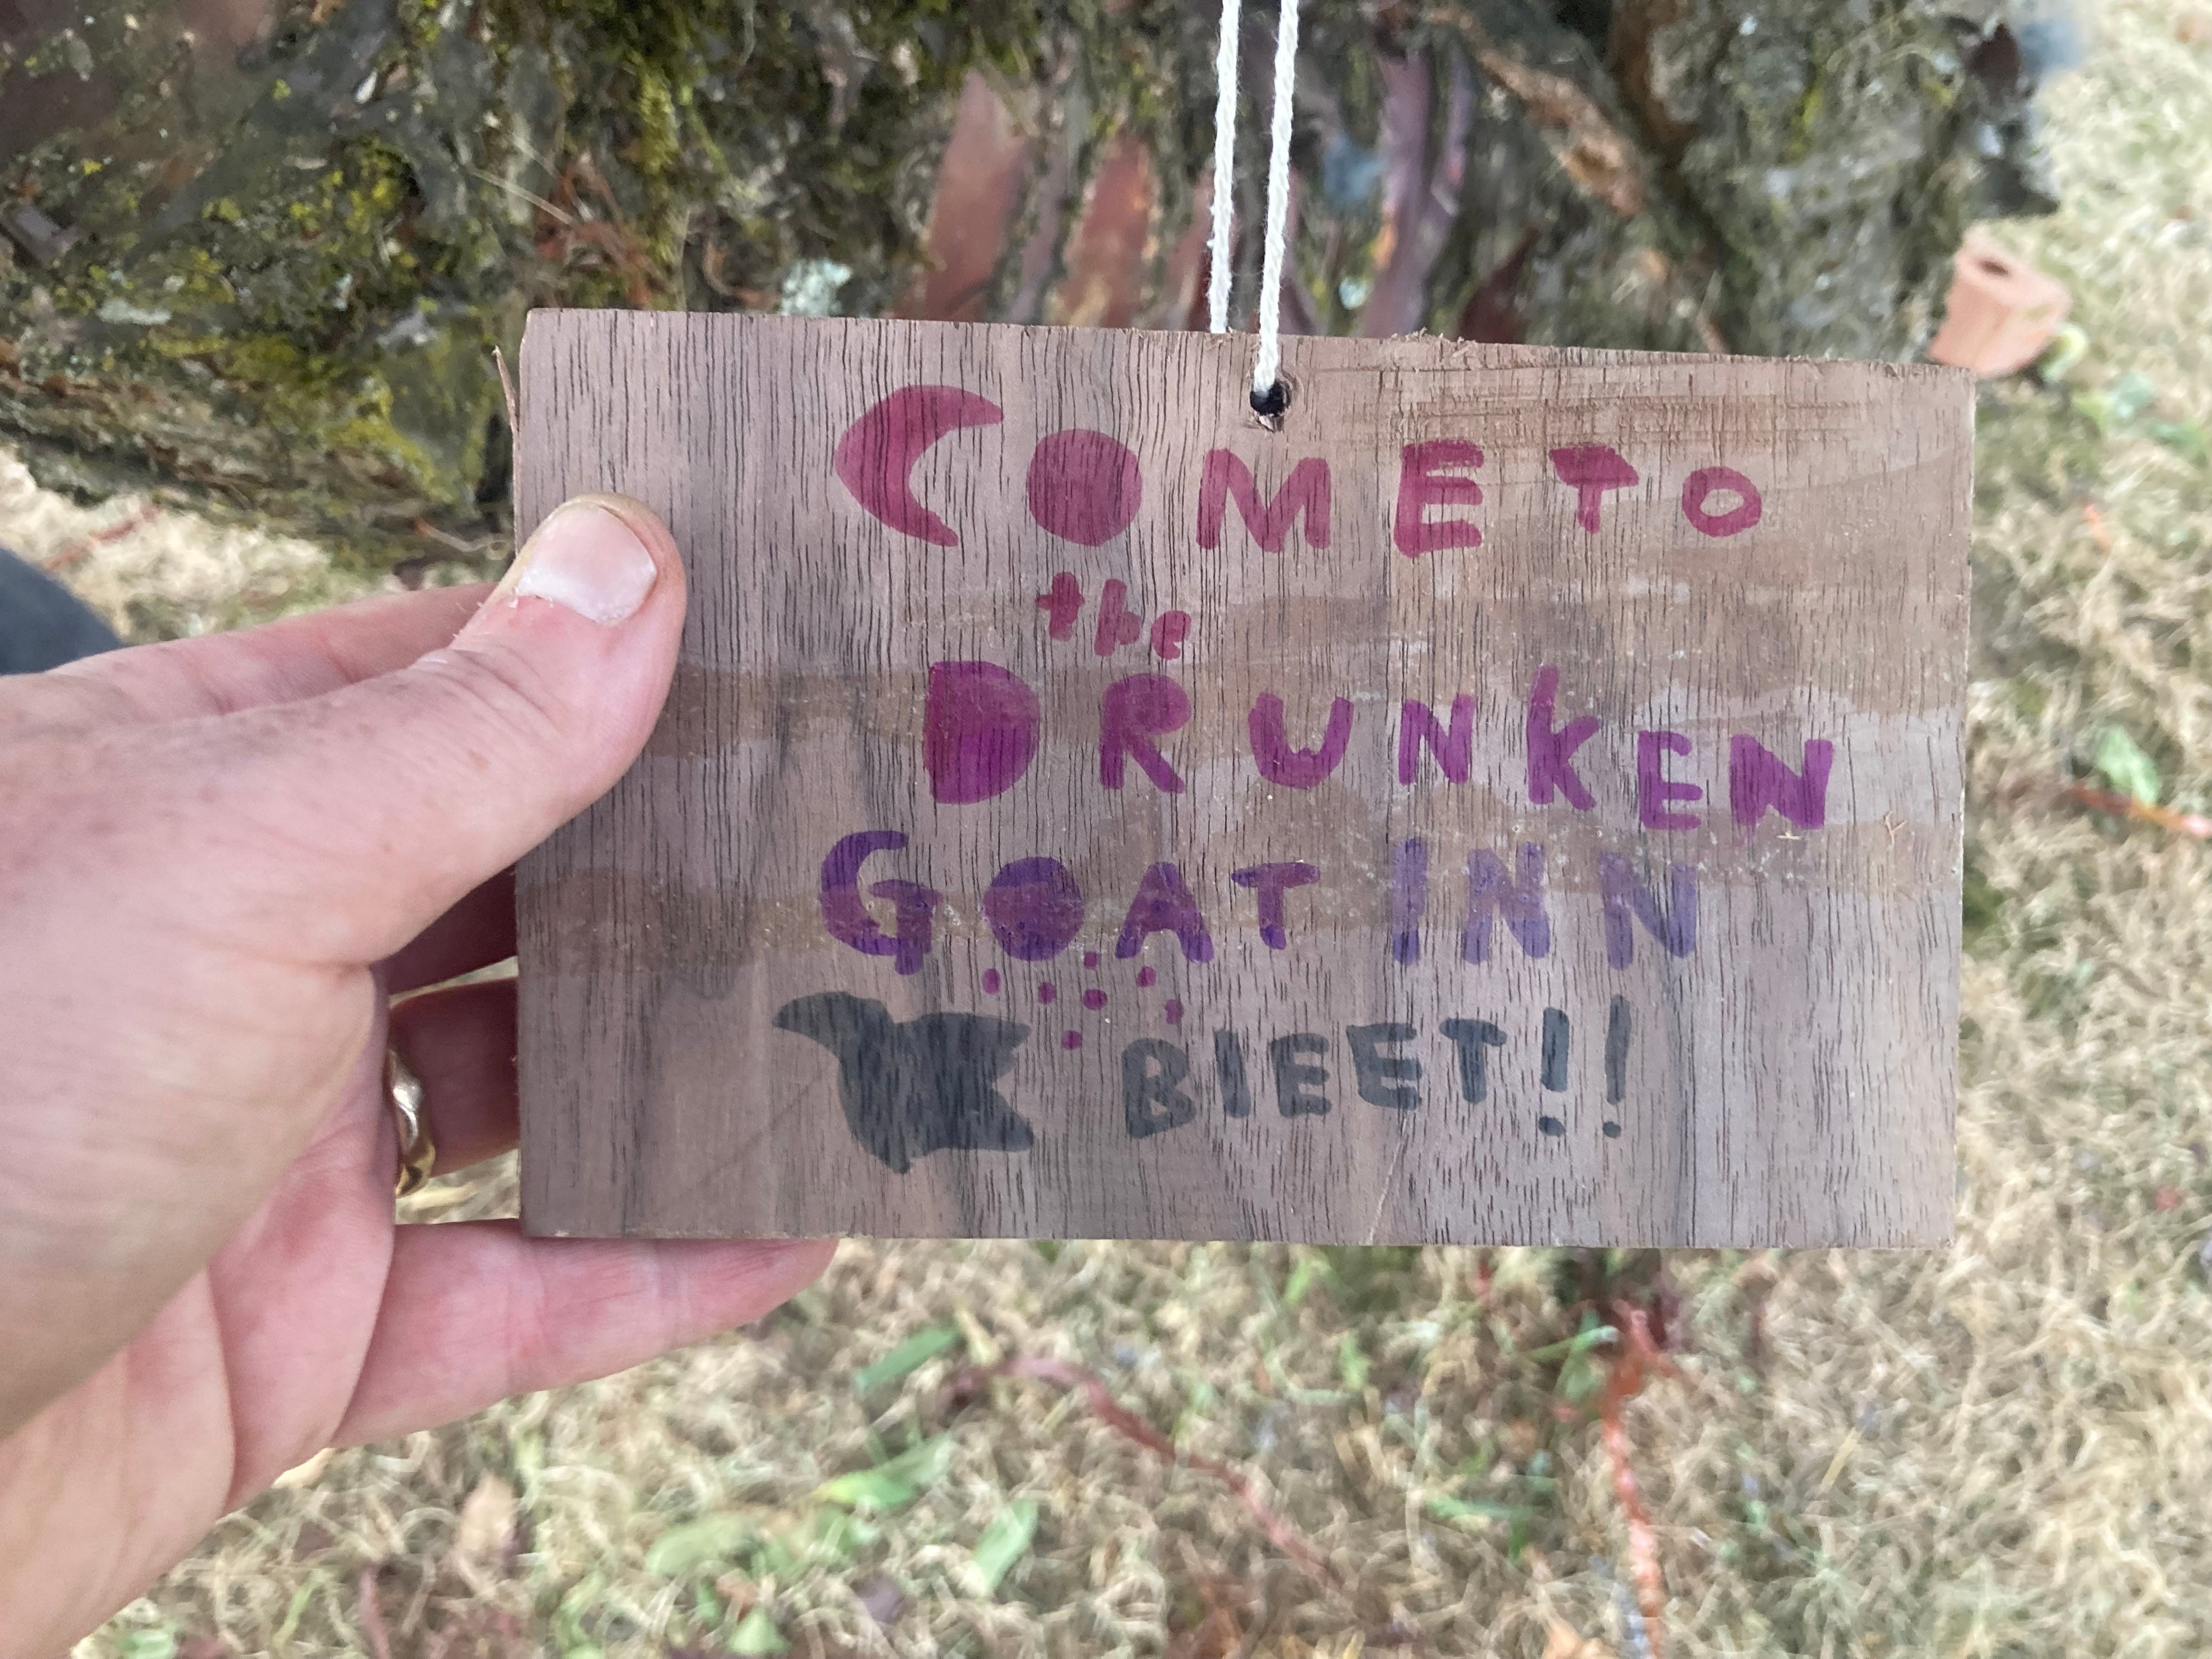 COME TO
the
DRUNKEN
GOAT INN
BIEET!!